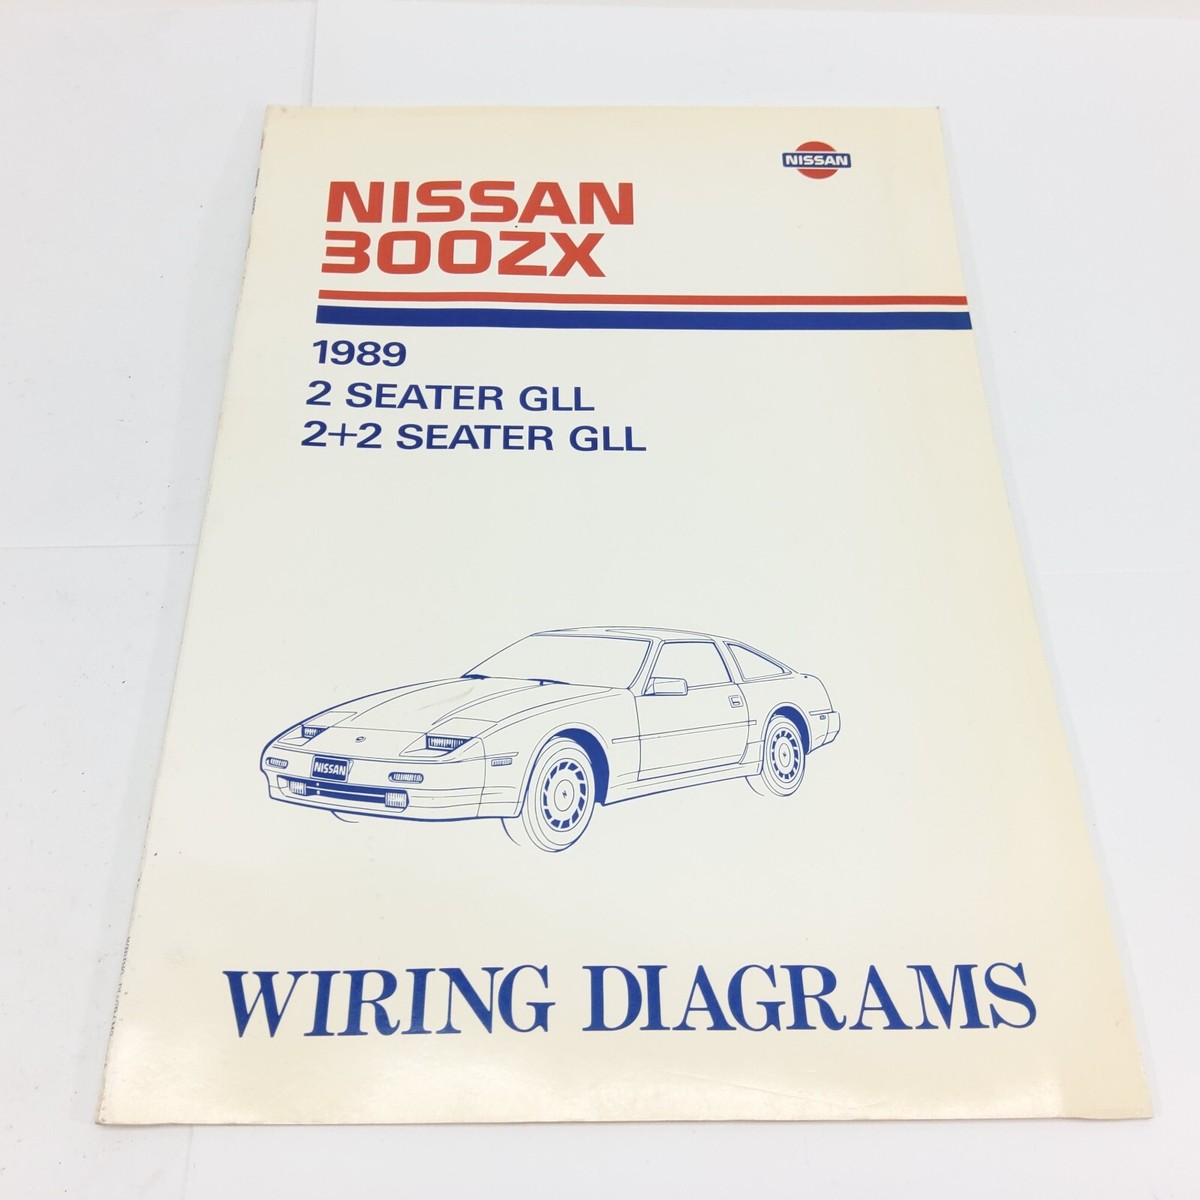 NISSAN
NISSAN
300ZX
1989
2 SEATER GLL
2+2 SEATER GLL
NISSAN
WIRING DIAGRAMS